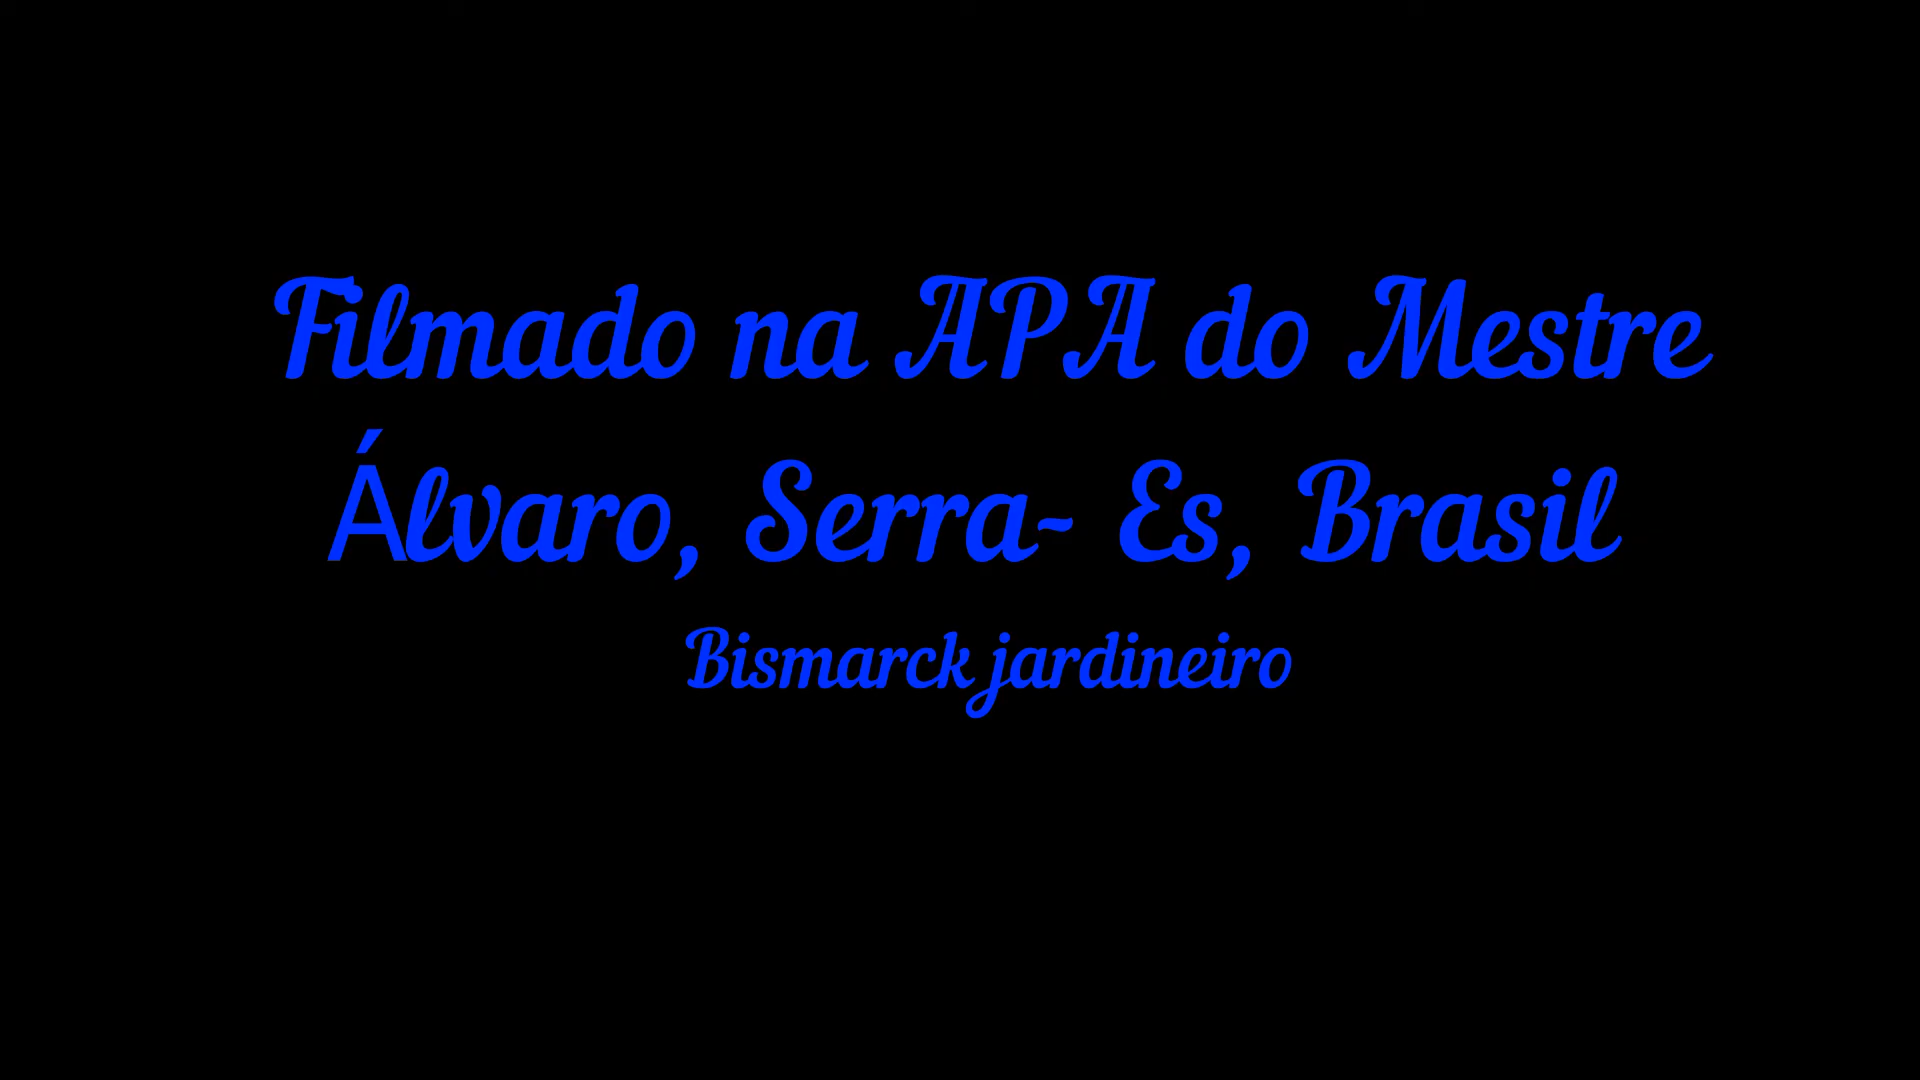 Filmado na APA do Mestre
Álvaro, Serra- Es, Brasil
Bismarck jardineiro